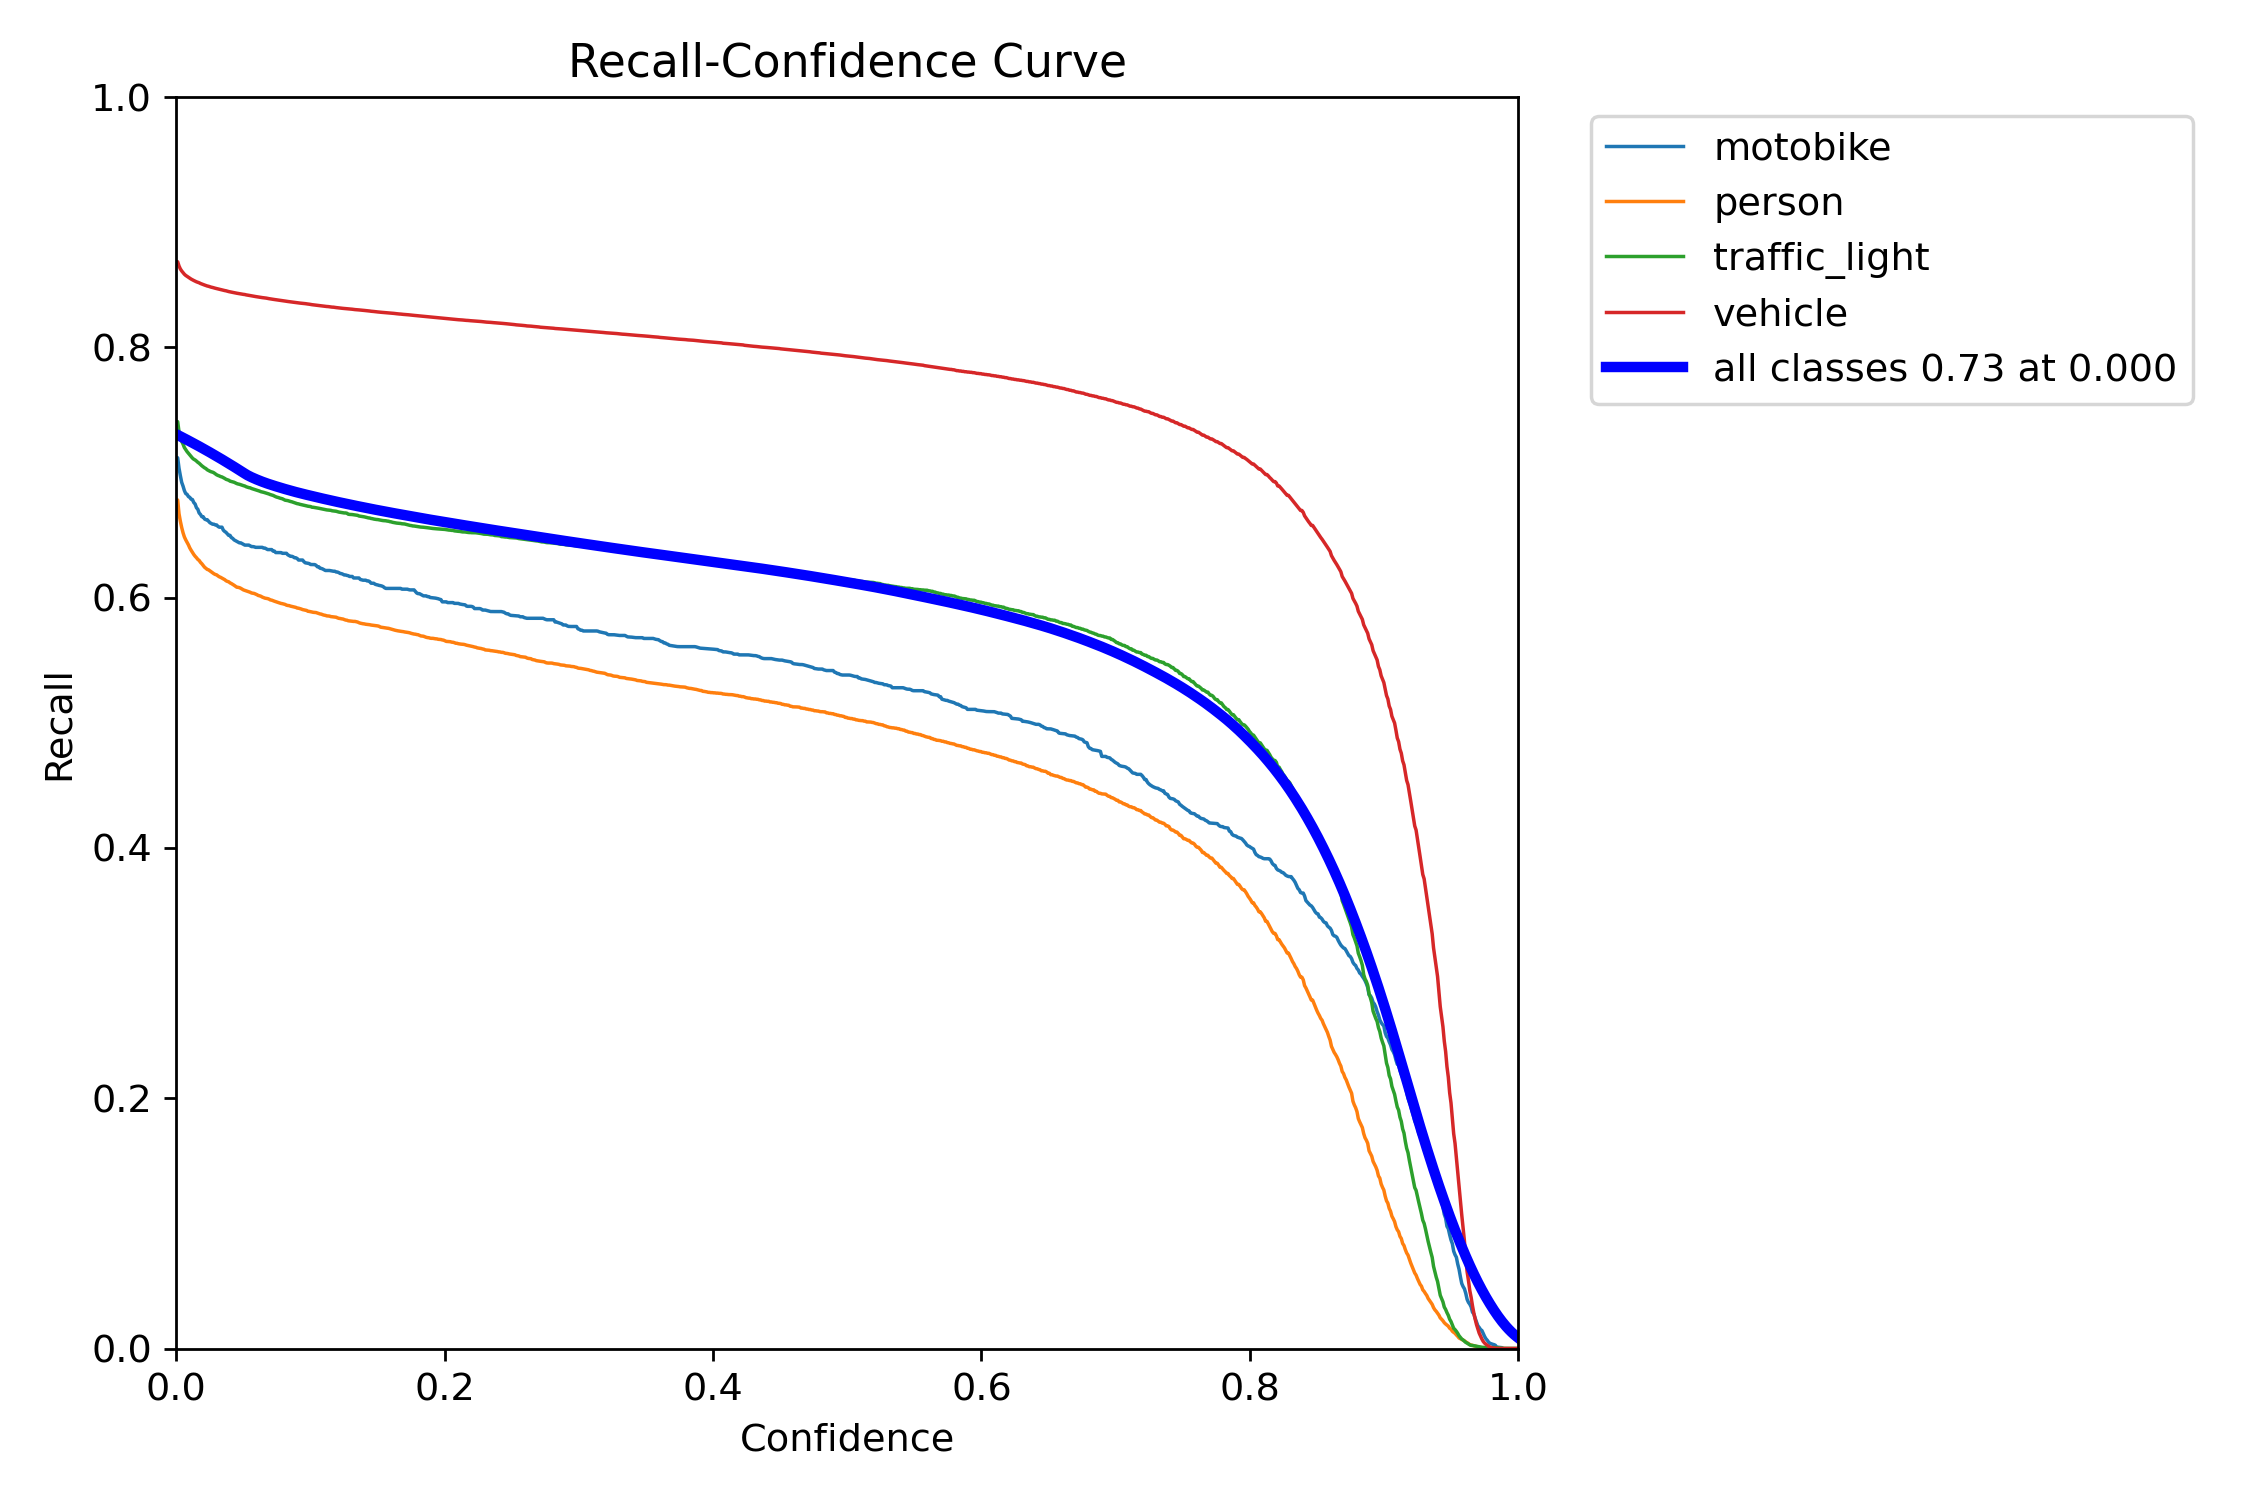 Recall-Confidence Curve
1.0
0.8
0.6
0.4
0.2
0.0
Recall
0.0 0.2 0.4 0.6 0.8 1.0
Confidence
motobike
person
traffic_light
vehicle
all classes 0.73 at 0.000